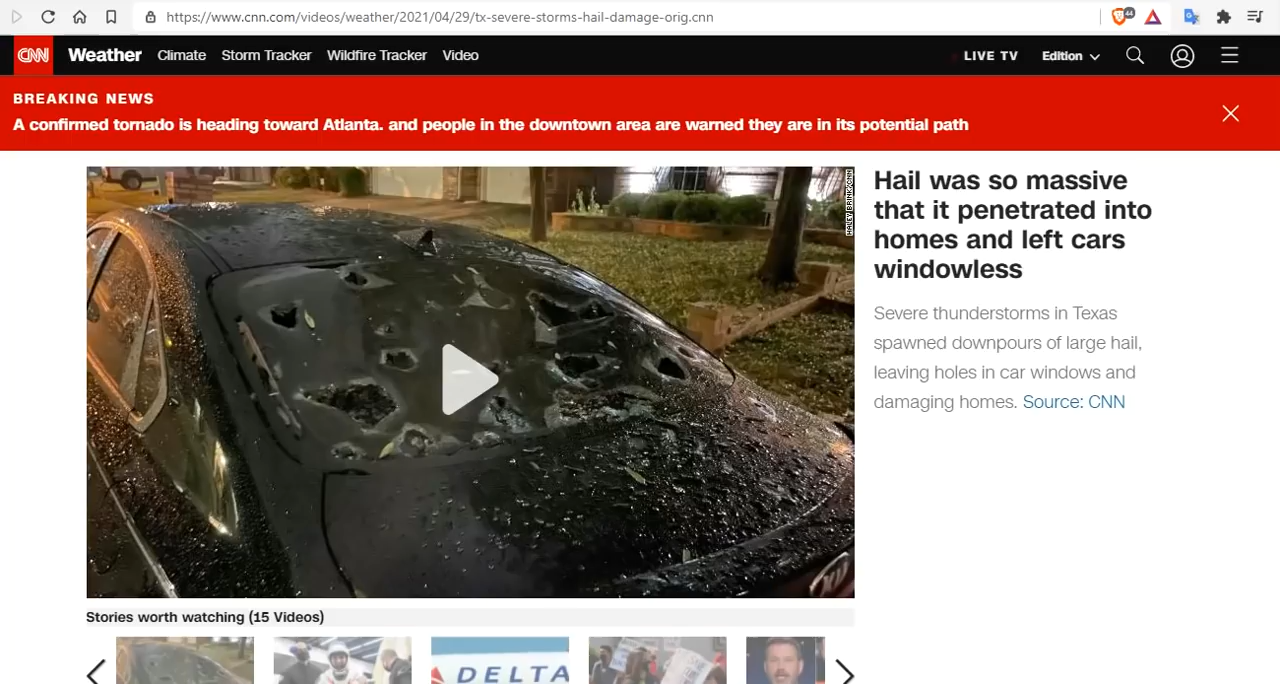 https://www.cnn.com/videos/weather/2021/04/29/tx-severe-storms-hail-damage-orig.cnn
44
CNN Weather Climate Storm Tracker Wildfire Tracker Video LIVE TV Edition
BREAKING NEWS
A confirmed tornado is heading toward Atlanta. and people in the downtown area are warned they are in its potential path
HALEY BRINK/CNN
Hail was so massive
that it penetrated into
homes and left cars
windowless
Severe thunderstorms in Texas
spawned downpours of large hail,
leaving holes in car windows and
damaging homes. Source: CNN
Stories worth watching (15 Videos)
DELTA